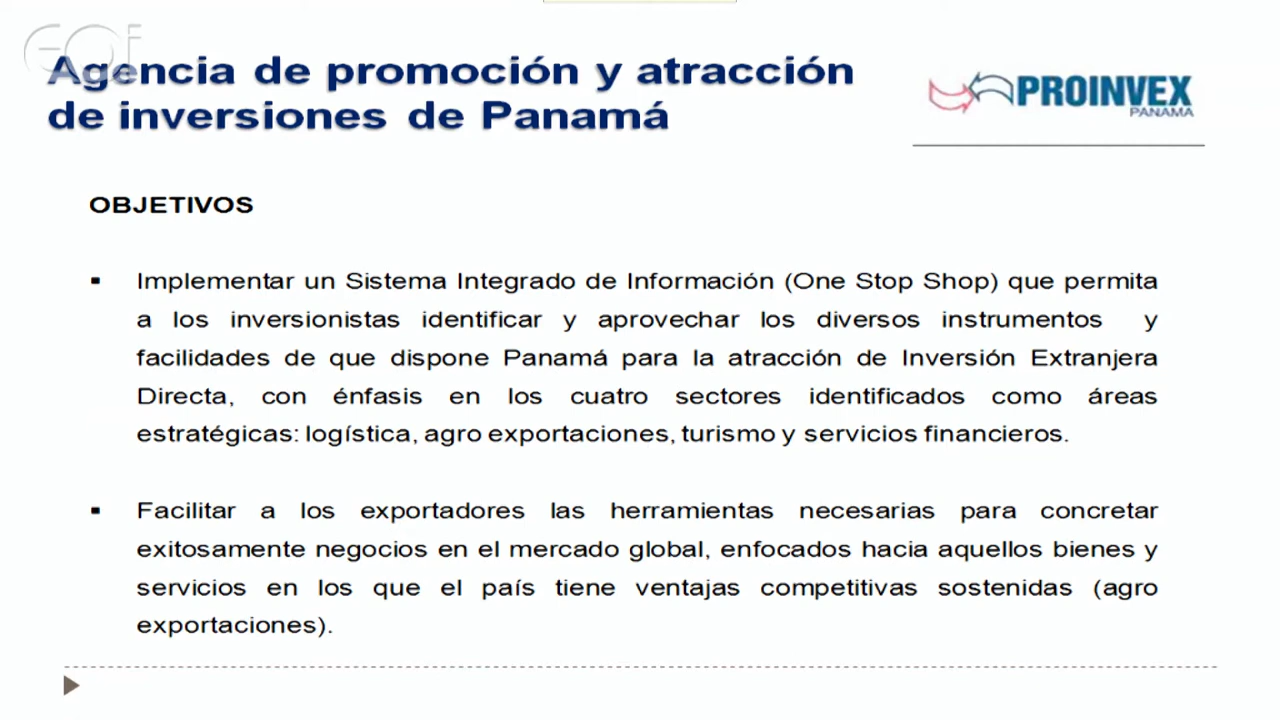 eoi
Agencia de promoción y atracción
de inversiones de Panamá
PROINVEX
PANAMA
OBJETIVOS
▪ Implementar un Sistema Integrado de Información (One Stop Shop) que permita
a los inversionistas identificar y aprovechar los diversos instrumentos y
facilidades de que dispone Panamá para la atracción de Inversión Extranjera
Directa, con énfasis en los cuatro sectores identificados como áreas
estratégicas: logística, agro exportaciones, turismo y servicios financieros.
▪ Facilitar a los exportadores las herramientas necesarias para concretar
exitosamente negocios en el mercado global, enfocados hacia aquellos bienes y
servicios en los que el país tiene ventajas competitivas sostenidas (agro
exportaciones).